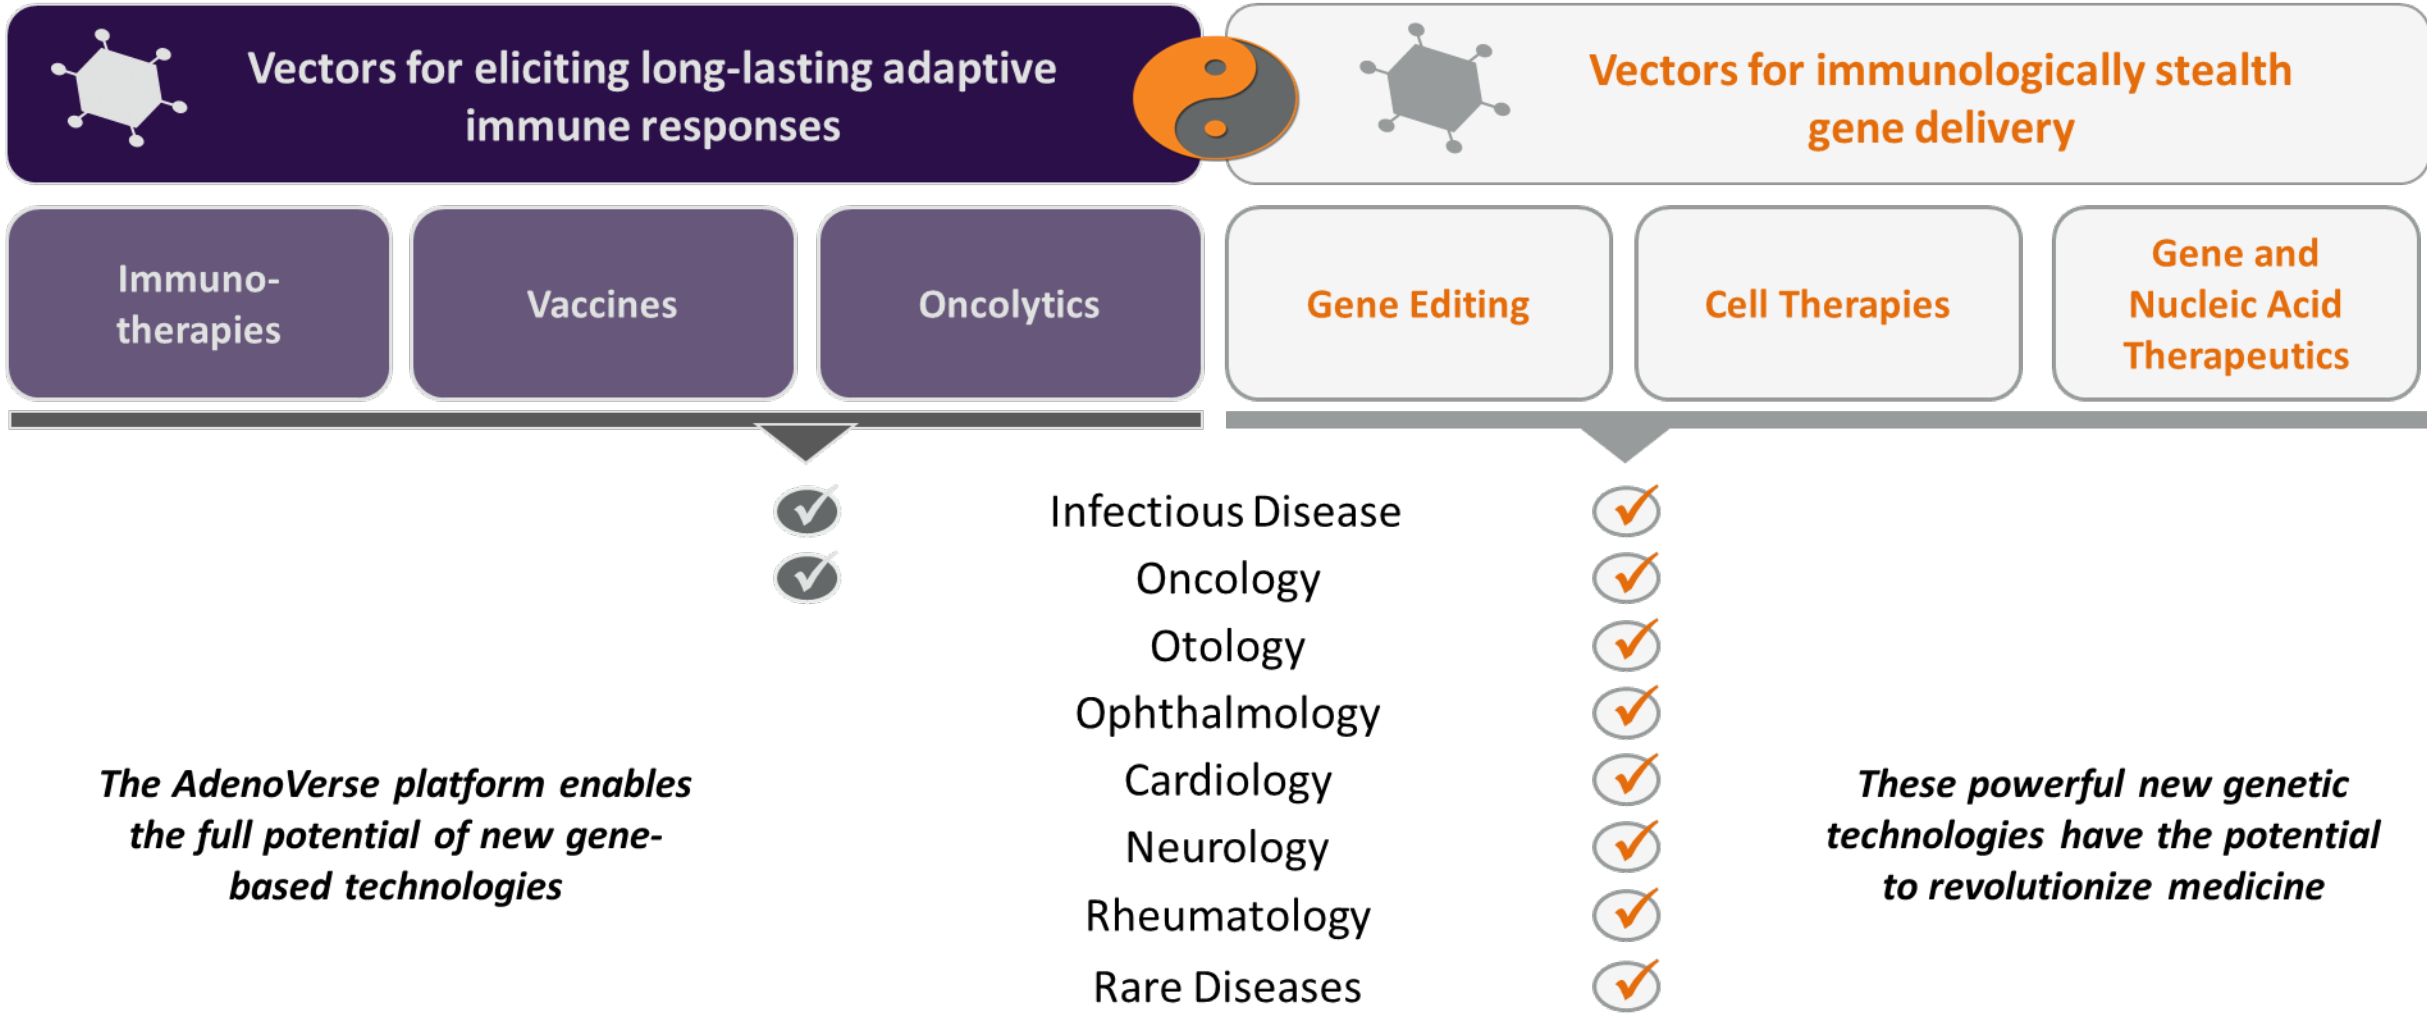 Vectors for eliciting long-lasting adaptive
immune responses
Vectors for immunologically stealth
gene delivery
Immuno-
therapies
Vaccines
Oncolytics
Gene Editing
Cell Therapies
Gene and
Nucleic Acid
Therapeutics
Infectious Disease
Oncology
Otology
Ophthalmology
Cardiology
Neurology
Rheumatology
Rare Diseases
The AdenoVerse platform enables
the full potential of new gene-
based technologies
These powerful new genetic
technologies have the potential
to revolutionize medicine